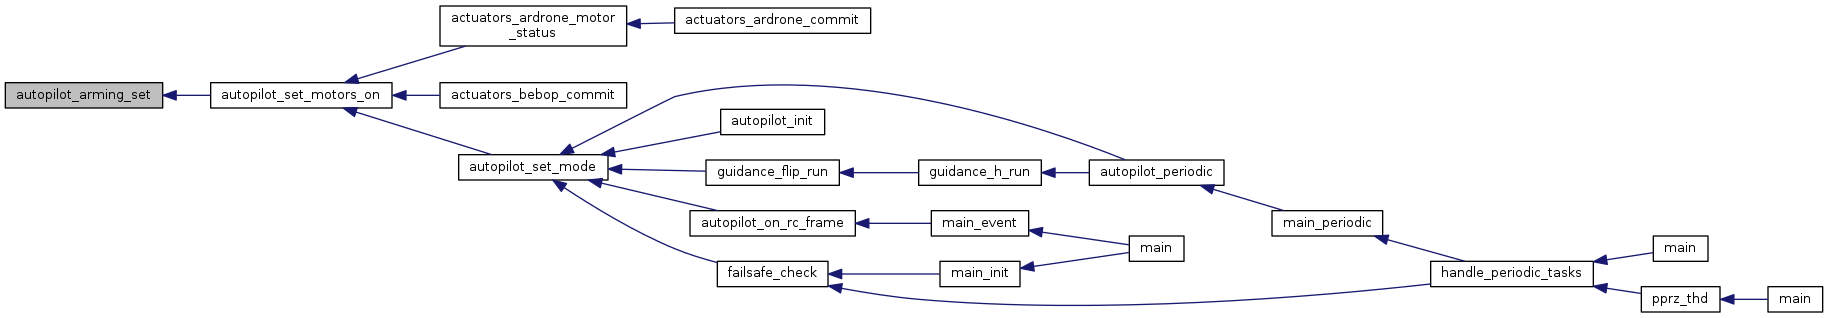 actuators_ardrone_motor
_status
actuators_ardrone_commit
autopilot_arming_set
autopilot_set_motors_on
actuators_bebop_commit
autopilot_init
autopilot_set_mode
guidance_flip_run
guidance_h_run
autopilot_periodic
autopilot_on_rc_frame
main_event
main_periodic
main
main
failsafe_check
main_init
handle_periodic_tasks
pprz_thd
main